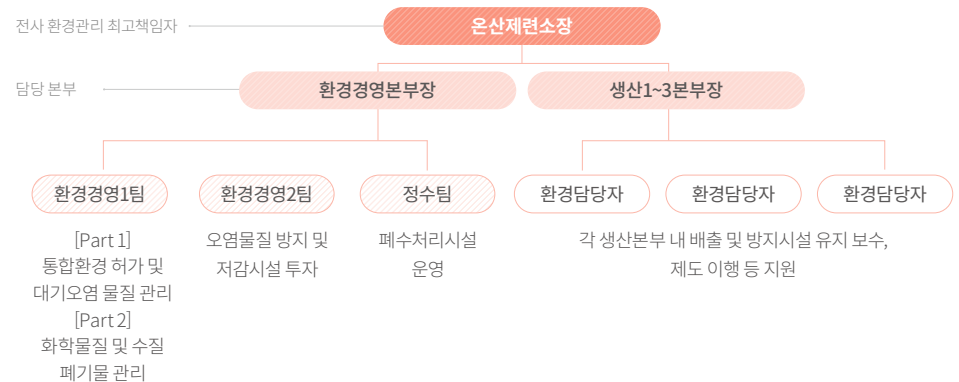 전사 환경관리 최고책임자
온산제련소장
담당 본부
환경경영본부장
생산1~3본부장
환경경영1팀
환경경영2팀
정수팀
환경담당자
환경담당자
환경담당자
[Part 1]
통합환경 허가 및
대기오염 물질 관리
[Part 2]
화학물질 및 수질
폐기물 관리
오염물질 방지 및
저감시설 투자
폐수처리시설
운영
각 생산본부 내 배출 및 방지시설 유지 보수,
제도 이행 등 지원